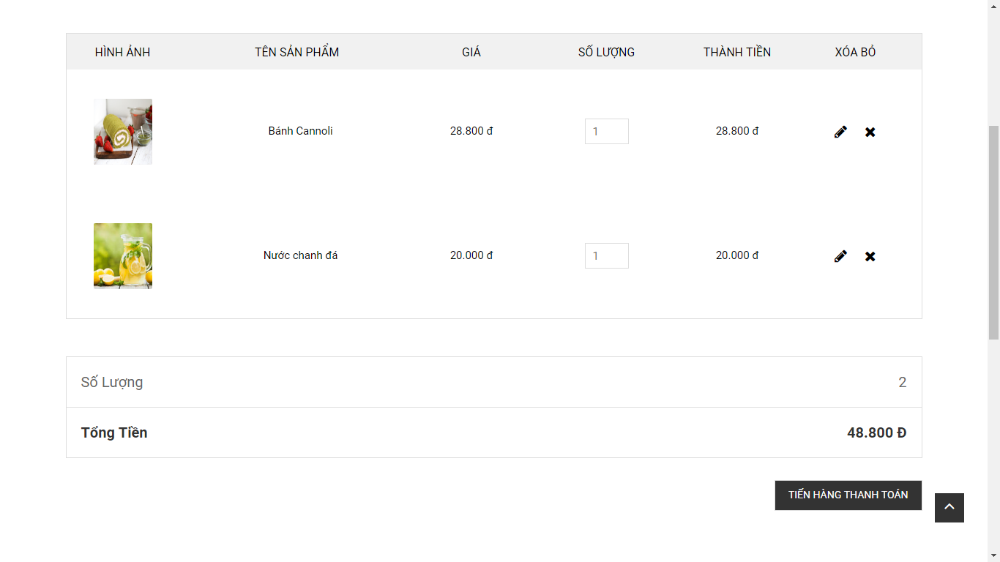 HÌNH ẢNH TÊN SẢN PHẨM GIÁ SỐ LƯỢNG THÀNH TIỀN XÓA BỎ
Bánh Cannoli 28.800 đ 1 28.800 đ
Nước chanh đá 20.000 đ 1 20.000 đ
Số Lượng 2
Tổng Tiền 48.800 Đ
TIẾN HÀNG THANH TOÁN